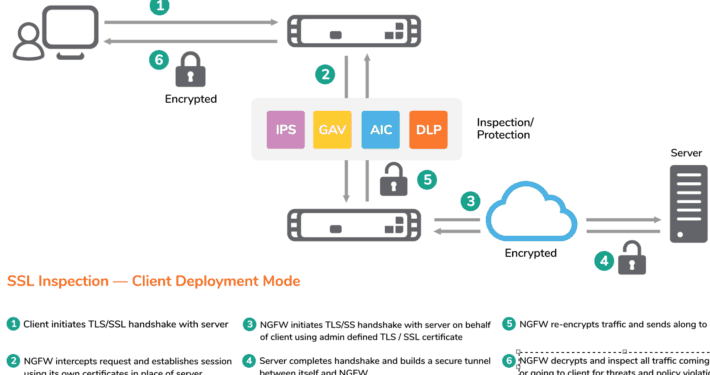 1
6
Encrypted
2
IPS GAV AIC DLP
Inspection/
Protection
5
Server
3
Encrypted
4
SSL Inspection — Client Deployment Mode
1 Client initiates TLS/SSL handshake with server
2 NGFW intercepts request and establishes session
using its own certificates in place of server
3 NGFW initiates TLS/SS handshake with server on behalf
of client using admin defined TLS / SSL certificate
4 Server completes handshake and builds a secure tunnel
between itself and NGFW
5 NGFW re-encrypts traffic and sends along to
6 NGFW decrypts and inspect all traffic coming
or going to client for threats and policy